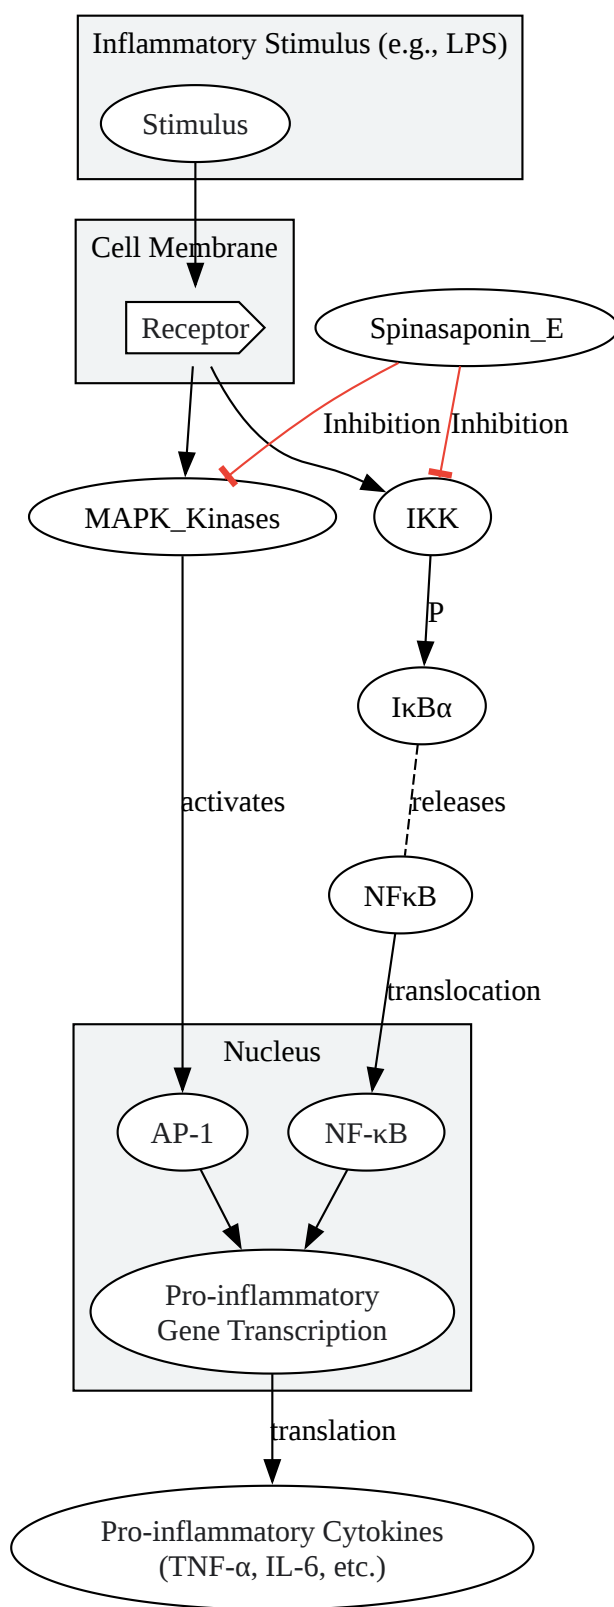 Inflammatory Stimulus (e.g., LPS)
Stimulus
Cell Membrane
Receptor
Spinasaponin_E
Inhibition
Inhibition
MAPK_Kinases
IKK
P
IκBα
activates
releases
NFκB
translocation
Nucleus
AP-1
NF-κB
Pro-inflammatory
Gene Transcription
translation
Pro-inflammatory Cytokines
(TNF-α, IL-6, etc.)